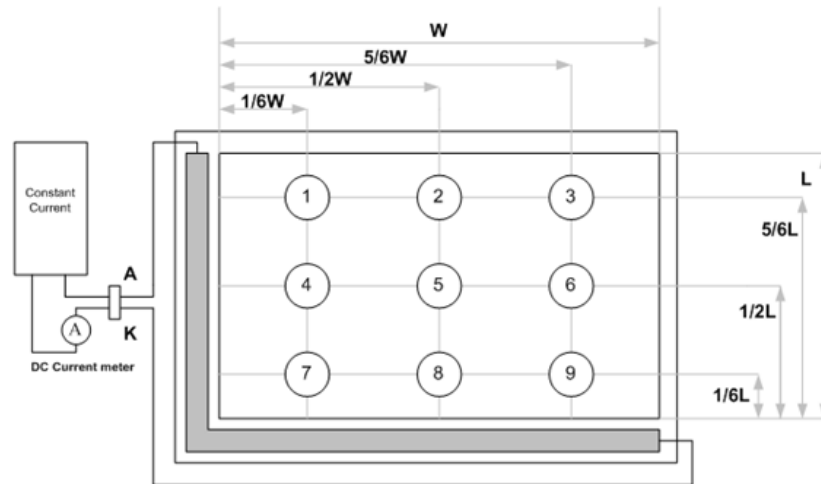 W
5/6W
1/2W
1/6W
L
Constant
Current
1
2
3
5/6L
A
4
5
6
1/2L
A
K
DC Current meter
7
8
9
1/6L